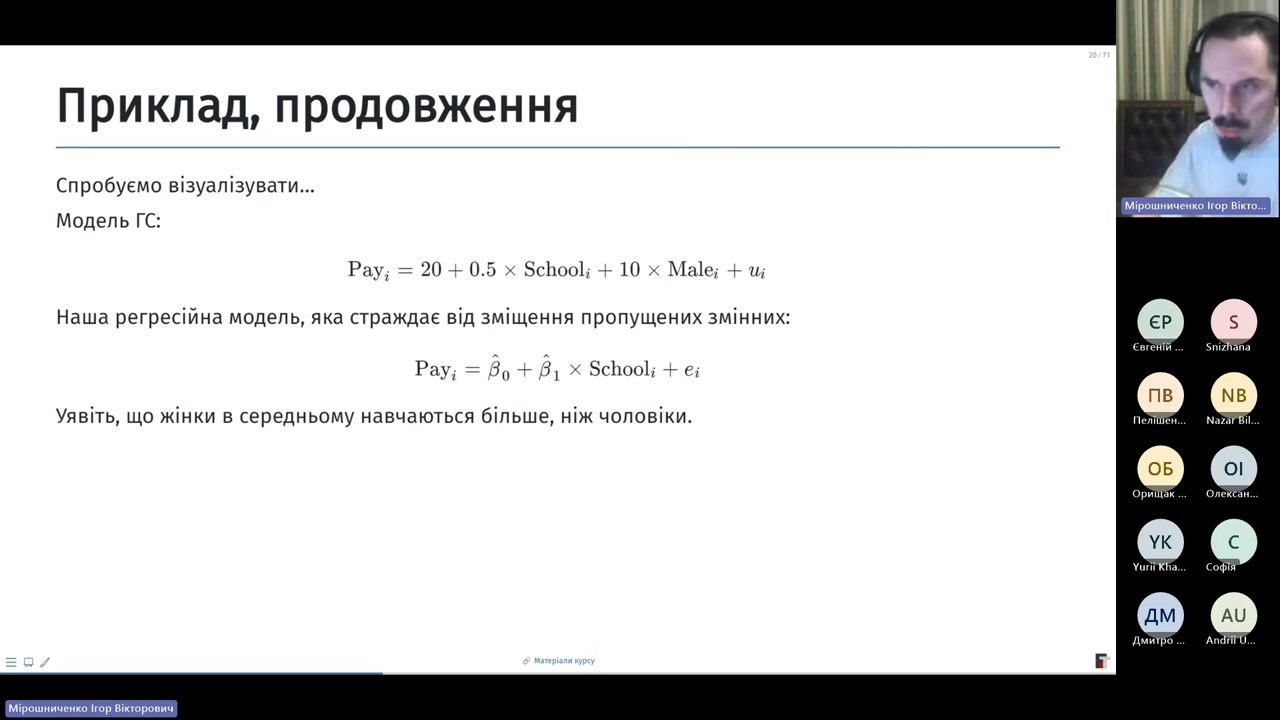 25 / 71
Приклад, продовження
Спробуємо візуалізувати...
Модель ГС:
Pay_i = 20 + 0.5 × School_i + 10 × Male_i + u_i
Наша регресійна модель, яка страждає від зміщення пропущених змінних:
Pay_i = β̂_0 + β̂_1 × School_i + e_i
Уявіть, що жінки в середньому навчаються більше, ніж чоловіки.
Матеріали курсу
Мірошниченко Ігор Вікторович
Мірошниченко Ігор Вікто...
ЄР
S
Євгеній ...
Snizhana
ПВ
NB
Пелішен...
Nazar Bil...
ОБ
ОІ
Орищак ...
Олексан...
YK
С
Yurii Kha...
Софія
ДМ
AU
Дмитро ...
Andrii U...